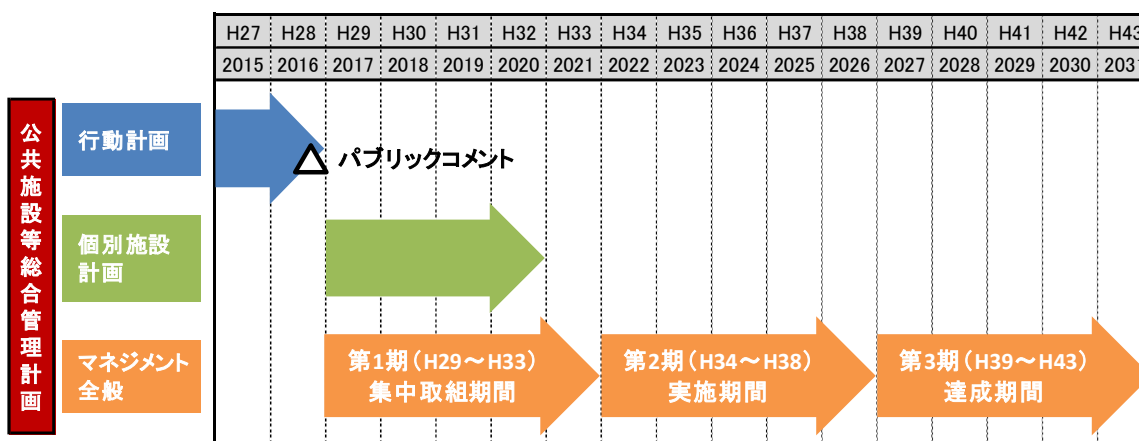 H27 H28 H29 H30 H31 H32 H33 H34 H35 H36 H37 H38 H39 H40 H41 H42 H43
2015 2016 2017 2018 2019 2020 2021 2022 2023 2024 2025 2026 2027 2028 2029 2030 2031
公共施設等総合管理計画
行動計画
パブリックコメント
個別施設
計画
マネジメント
全般
第1期(H29～H33)
集中取組期間
第2期(H34～H38)
実施期間
第3期(H39～H43)
達成期間